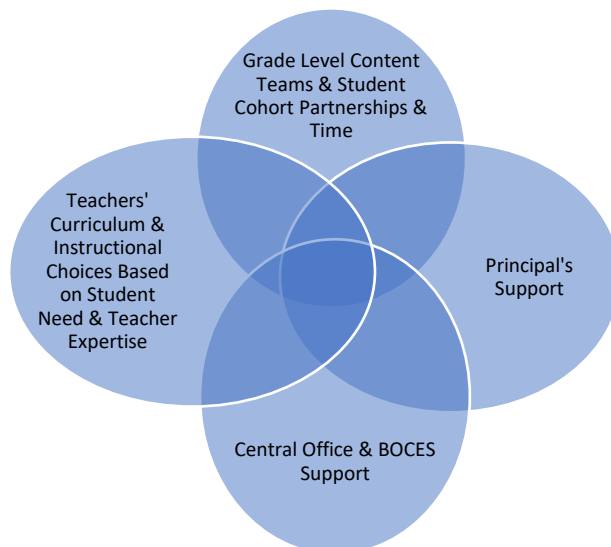 Grade Level Content
Teams & Student
Cohort Partnerships &
Time
Teachers'
Curriculum &
Instructional
Choices Based
on Student
Need & Teacher
Expertise
Principal's
Support
Central Office & BOCES
Support